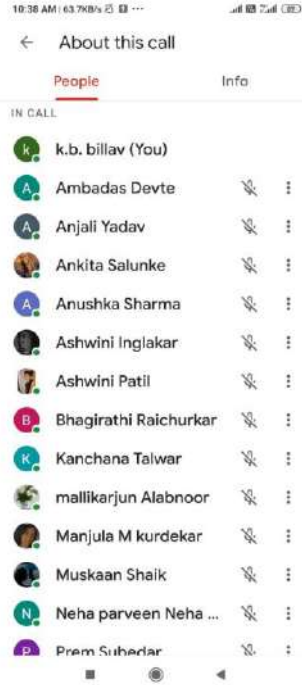 10:38 AM | 63.7KB/s
About this call
People Info
IN CALL
k k.b. billav (You)
A Ambadas Devte
A Anjali Yadav
Ankita Salunke
A Anushka Sharma
Ashwini Inglakar
Ashwini Patil
B Bhagirathi Raichurkar
K Kanchana Talwar
mallikarjun Alabnoor
Manjula M kurdekar
Muskaan Shaik
N Neha parveen Neha ...
P Prem Subedar